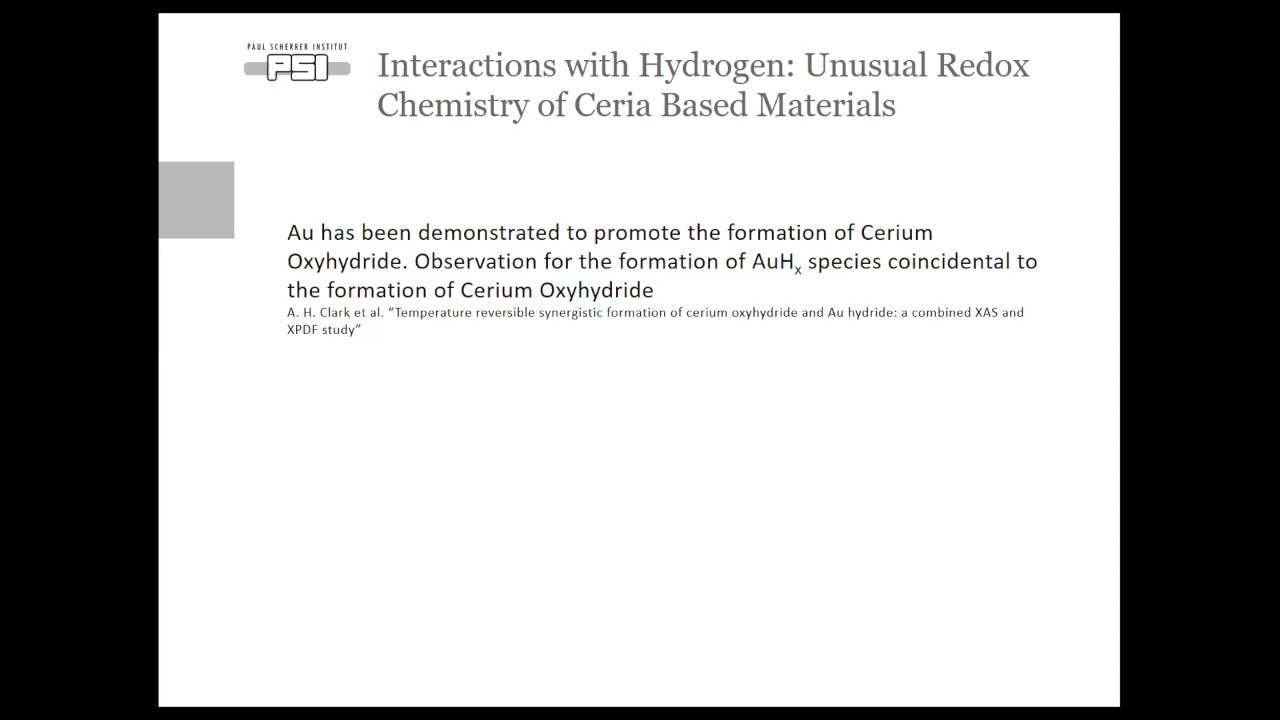 PAUL SCHERRER INSTITUT
PSI
Interactions with Hydrogen: Unusual Redox
Chemistry of Ceria Based Materials
Au has been demonstrated to promote the formation of Cerium
Oxyhydride. Observation for the formation of AuHₓ species coincidental to
the formation of Cerium Oxyhydride
A. H. Clark et al. “Temperature reversible synergistic formation of cerium oxyhydride and Au hydride: a combined XAS and
XPDF study”